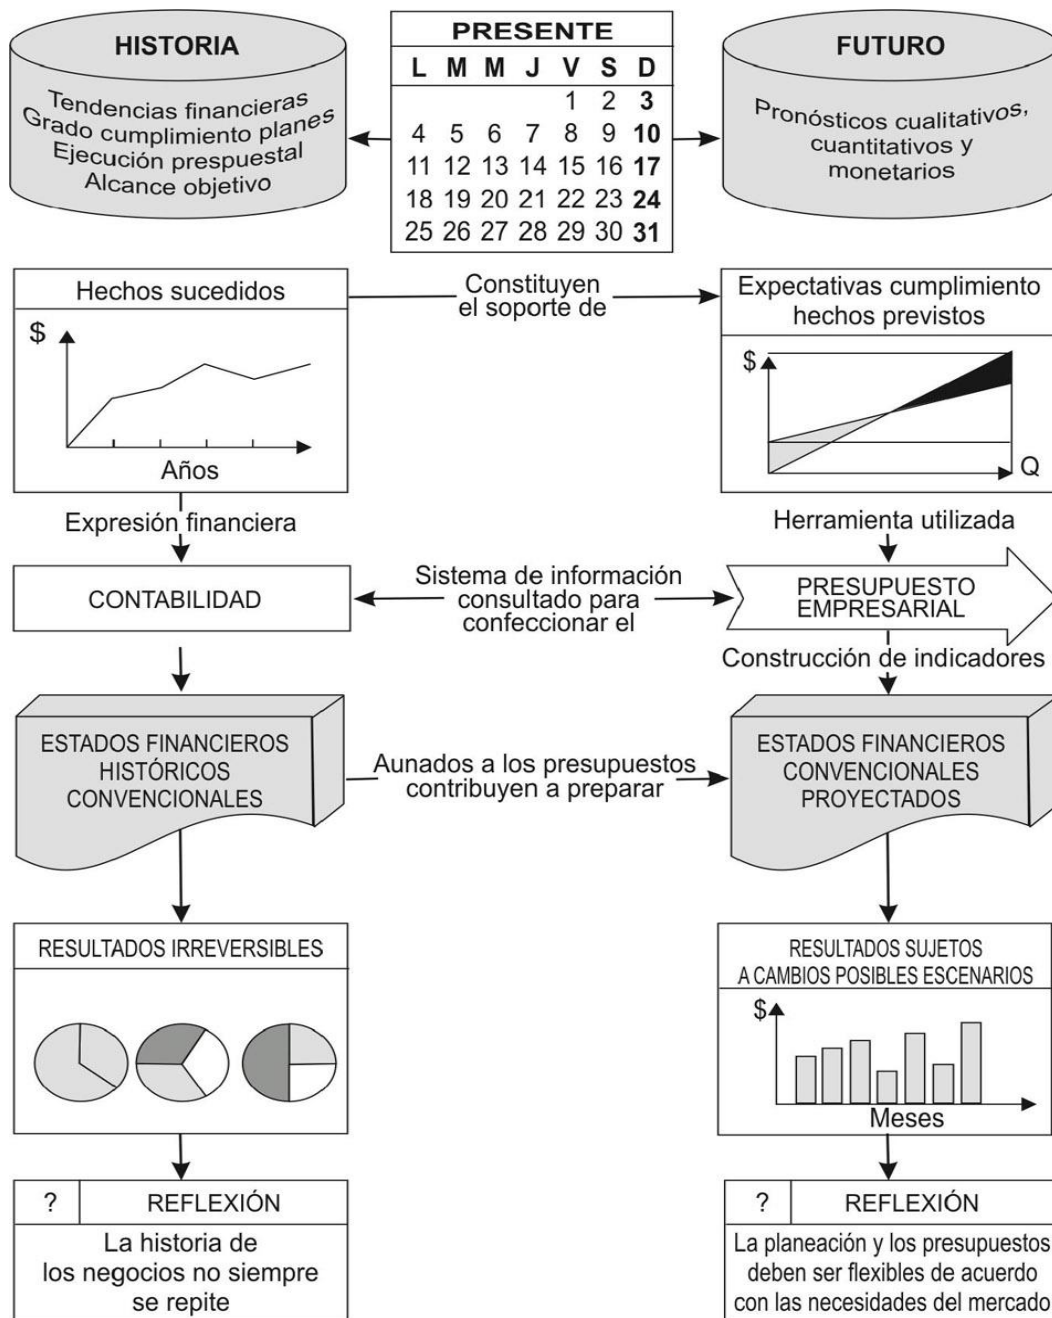 HISTORIA
Tendencias financieras
Grado cumplimiento planes
Ejecución prespuestal
Alcance objetivo
PRESENTE
L M M J V S D
1 2 3
4 5 6 7 8 9 10
11 12 13 14 15 16 17
18 19 20 21 22 23 24
25 26 27 28 29 30 31
FUTURO
Pronósticos cualitativos,
cuantitativos y
monetarios
Hechos sucedidos
$
Años
Constituyen
el soporte de
Expectativas cumplimiento
hechos previstos
$
Q
Expresión financiera
Herramienta utilizada
CONTABILIDAD
Sistema de información
consultado para
confeccionar el
PRESUPUESTO
EMPRESARIAL
Construcción de indicadores
ESTADOS FINANCIEROS
HISTÓRICOS
CONVENCIONALES
Aunados a los presupuestos
contribuyen a preparar
ESTADOS FINANCIEROS
CONVENCIONALES
PROYECTADOS
RESULTADOS IRREVERSIBLES
RESULTADOS SUJETOS
A CAMBIOS POSIBLES ESCENARIOS
$
Meses
? REFLEXIÓN
La historia de
los negocios no siempre
se repite
? REFLEXIÓN
La planeación y los presupuestos
deben ser flexibles de acuerdo
con las necesidades del mercado